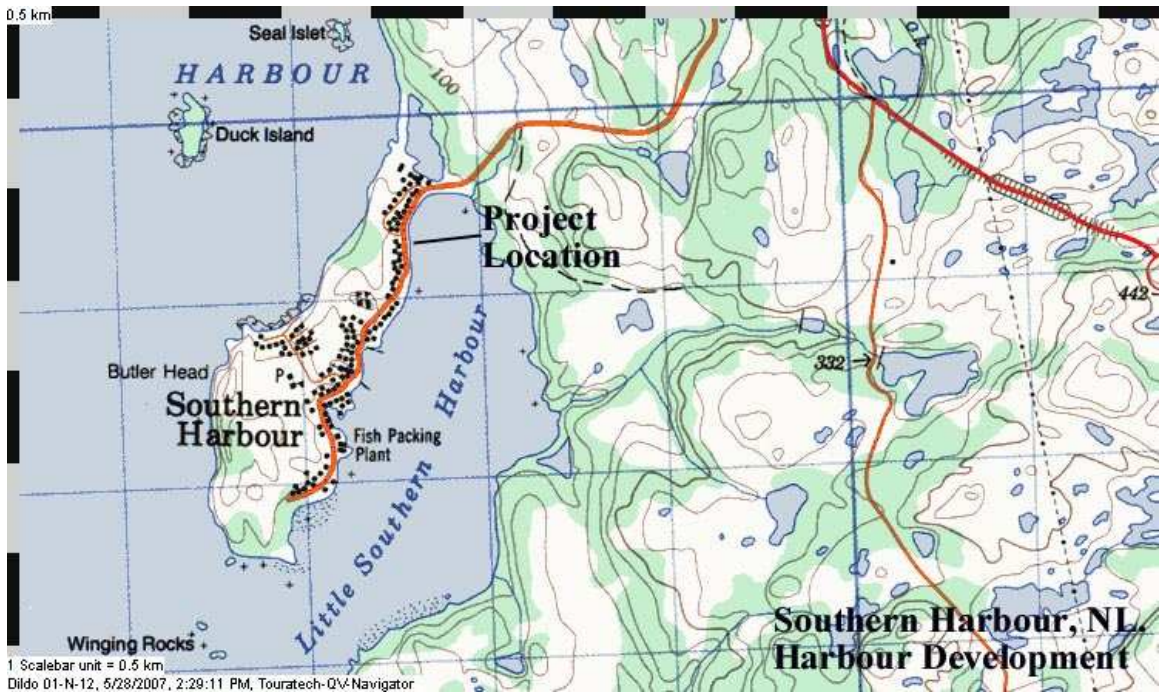 0.5 km
Seal Islet
HARBOUR
100
Duck Island
Project
Location
442
Butler Head
P
332
Southern
Harbour
Fish Packing
Plant
Little Southern Harbour
Winging Rocks
Southern Harbour, NL.
Harbour Development
1 Scalebar unit = 0.5 km
Dildo 01-N-12, 5/28/2007, 2:29:11 PM, Touratech-QV-Navigator